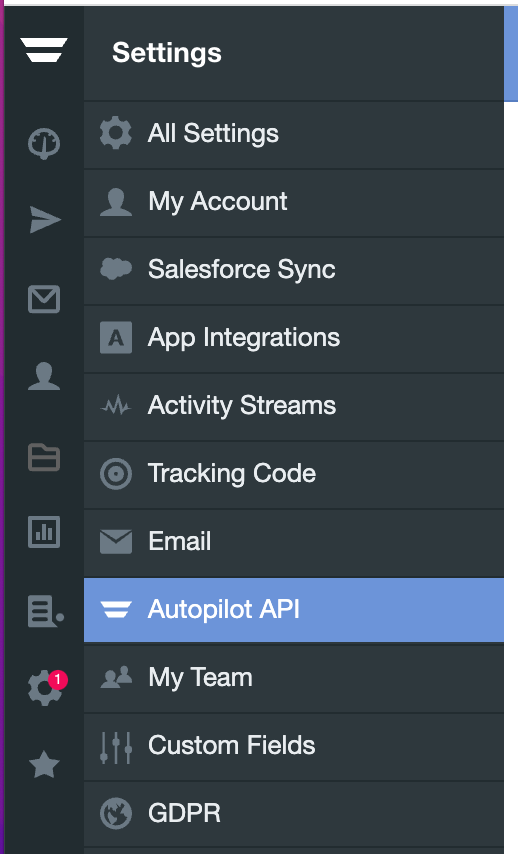 Settings
All Settings
My Account
Salesforce Sync
A
App Integrations
Activity Streams
Tracking Code
Email
Autopilot API
1
My Team
Custom Fields
GDPR